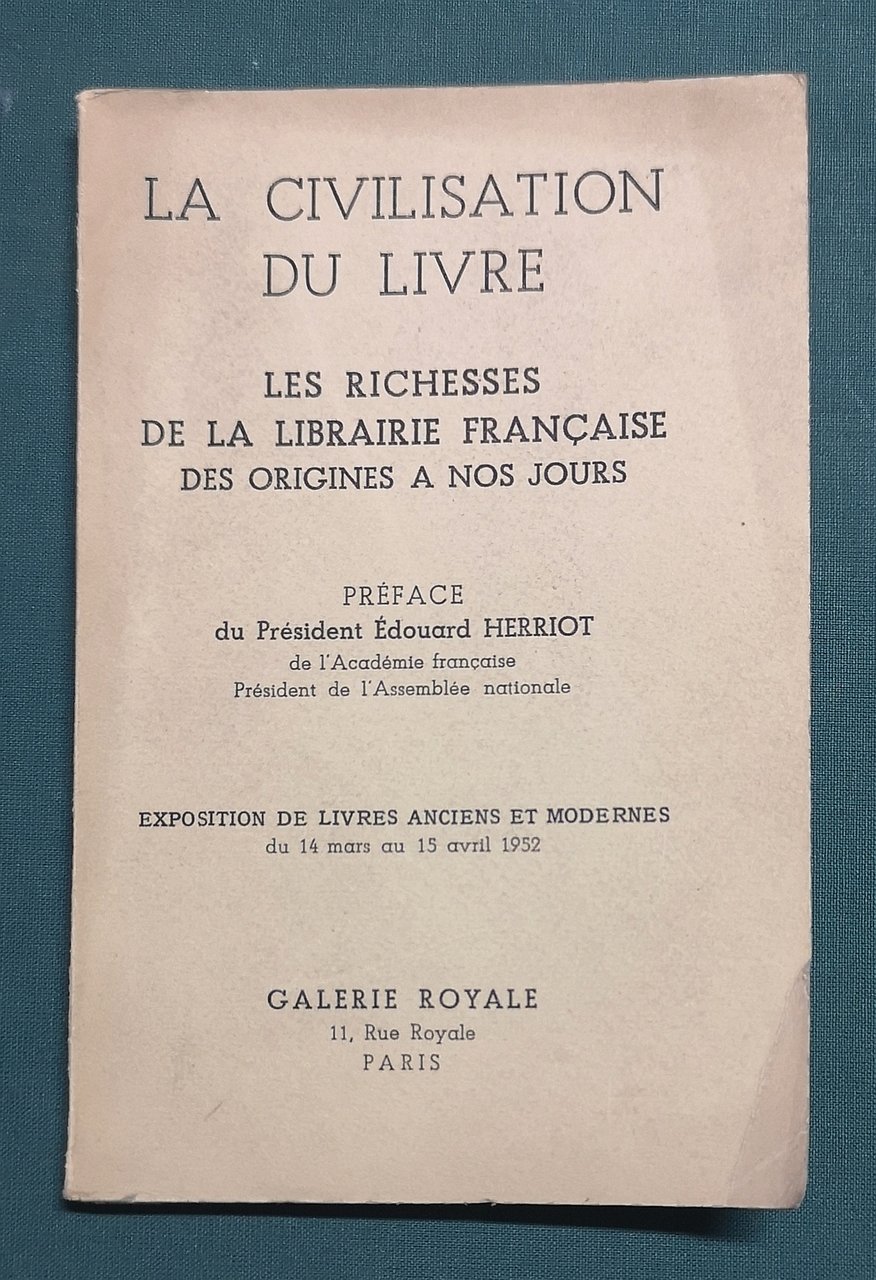 LA CIVILISATION
DU LIVRE
LES RICHESSES
DE LA LIBRAIRIE FRANÇAISE
DES ORIGINES A NOS JOURS
PRÉFACE
du Président Édouard HERRIOT
de l'Académie française
Président de l'Assemblée nationale
EXPOSITION DE LIVRES ANCIENS ET MODERNES
du 14 mars au 15 avril 1952
GALERIE ROYALE
11, Rue Royale
PARIS